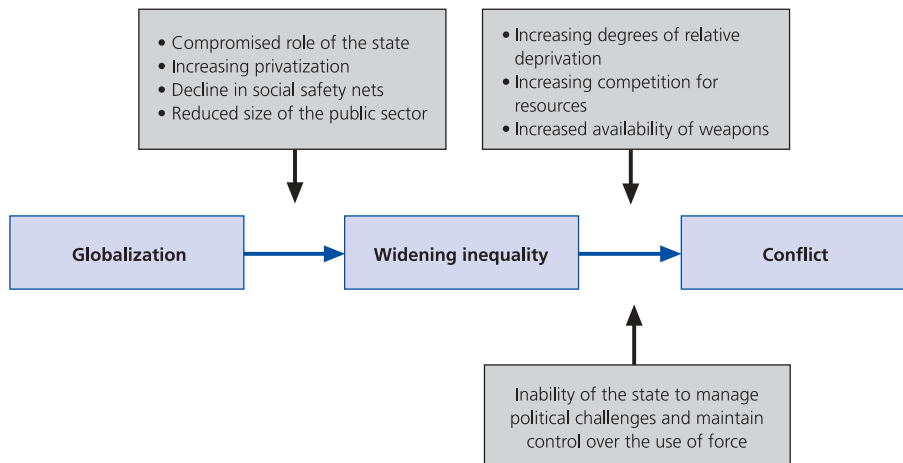 • Compromised role of the state
• Increasing privatization
• Decline in social safety nets
• Reduced size of the public sector
• Increasing degrees of relative
deprivation
• Increasing competition for
resources
• Increased availability of weapons
Globalization
Widening inequality
Conflict
Inability of the state to manage
political challenges and maintain
control over the use of force